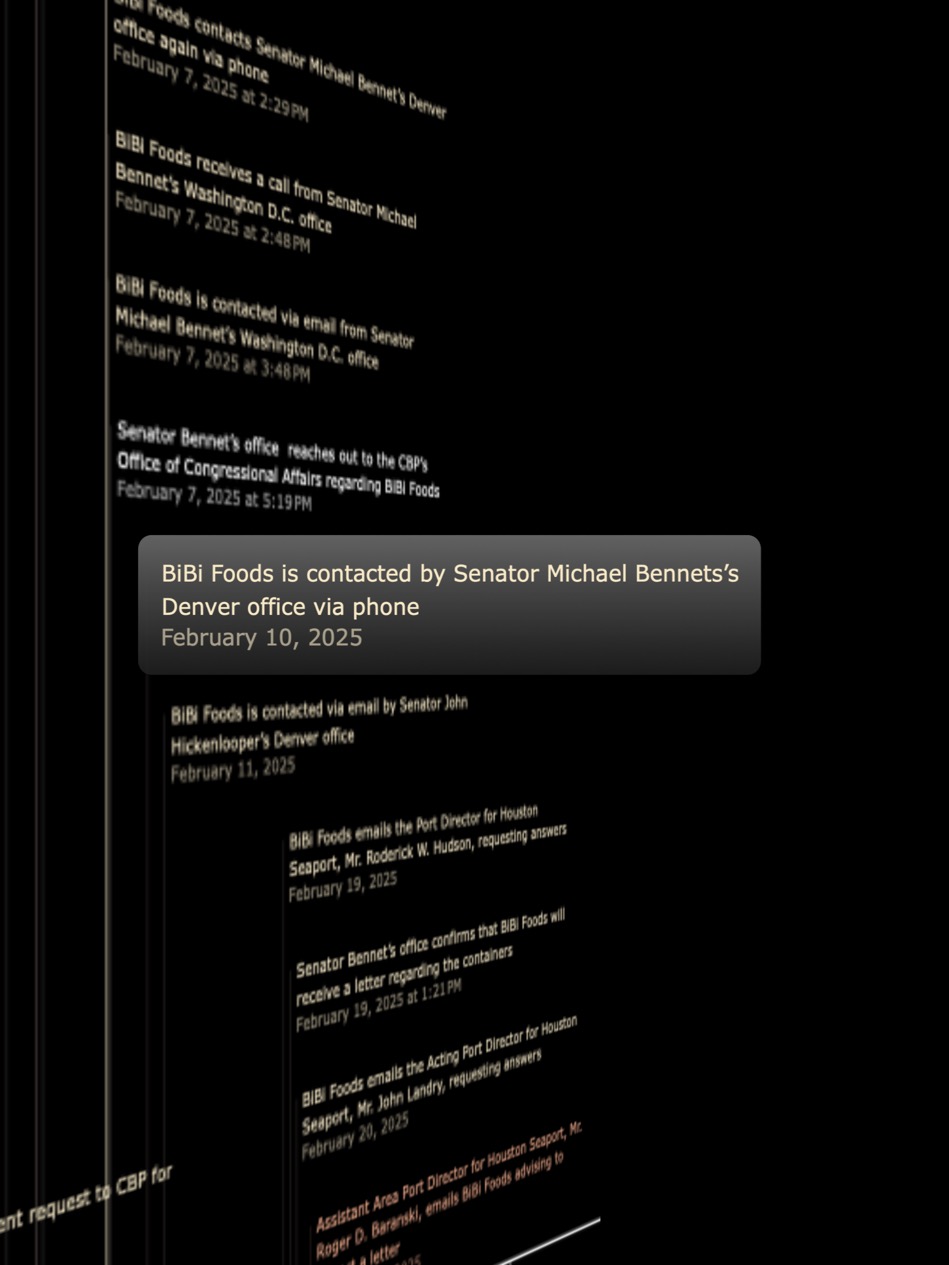 BiBi Foods contacts Senator Michael Bennet's Denver
office again via phone
February 7, 2025 at 2:29 PM
BiBi Foods receives a call from Senator Michael
Bennet's Washington D.C. office
February 7, 2025 at 2:48 PM
BiBi Foods is contacted via email from Senator
Michael Bennet's Washington D.C. office
February 7, 2025 at 3:48 PM
Senator Bennet's office reaches out to the CBP's
Office of Congressional Affairs regarding BiBi Foods
February 7, 2025 at 5:19 PM
BiBi Foods is contacted by Senator Michael Bennets's
Denver office via phone
February 10, 2025
BiBi Foods is contacted via email by Senator John
Hickenlooper's Denver office
February 11, 2025
BiBi Foods emails the Port Director for Houston
Seaport, Mr. Roderick W. Hudson, requesting answers
February 19, 2025
Senator Bennet's office confirms that BiBi Foods will
receive a letter regarding the containers
February 19, 2025 at 1:21 PM
BiBi Foods emails the Acting Port Director for Houston
Seaport, Mr. John Landry, requesting answers
February 20, 2025
request to CBP for
Assistant Area Port Director for Houston Seaport, Mr.
Roger D. Baranski, emails BiBi Foods advising to
a letter